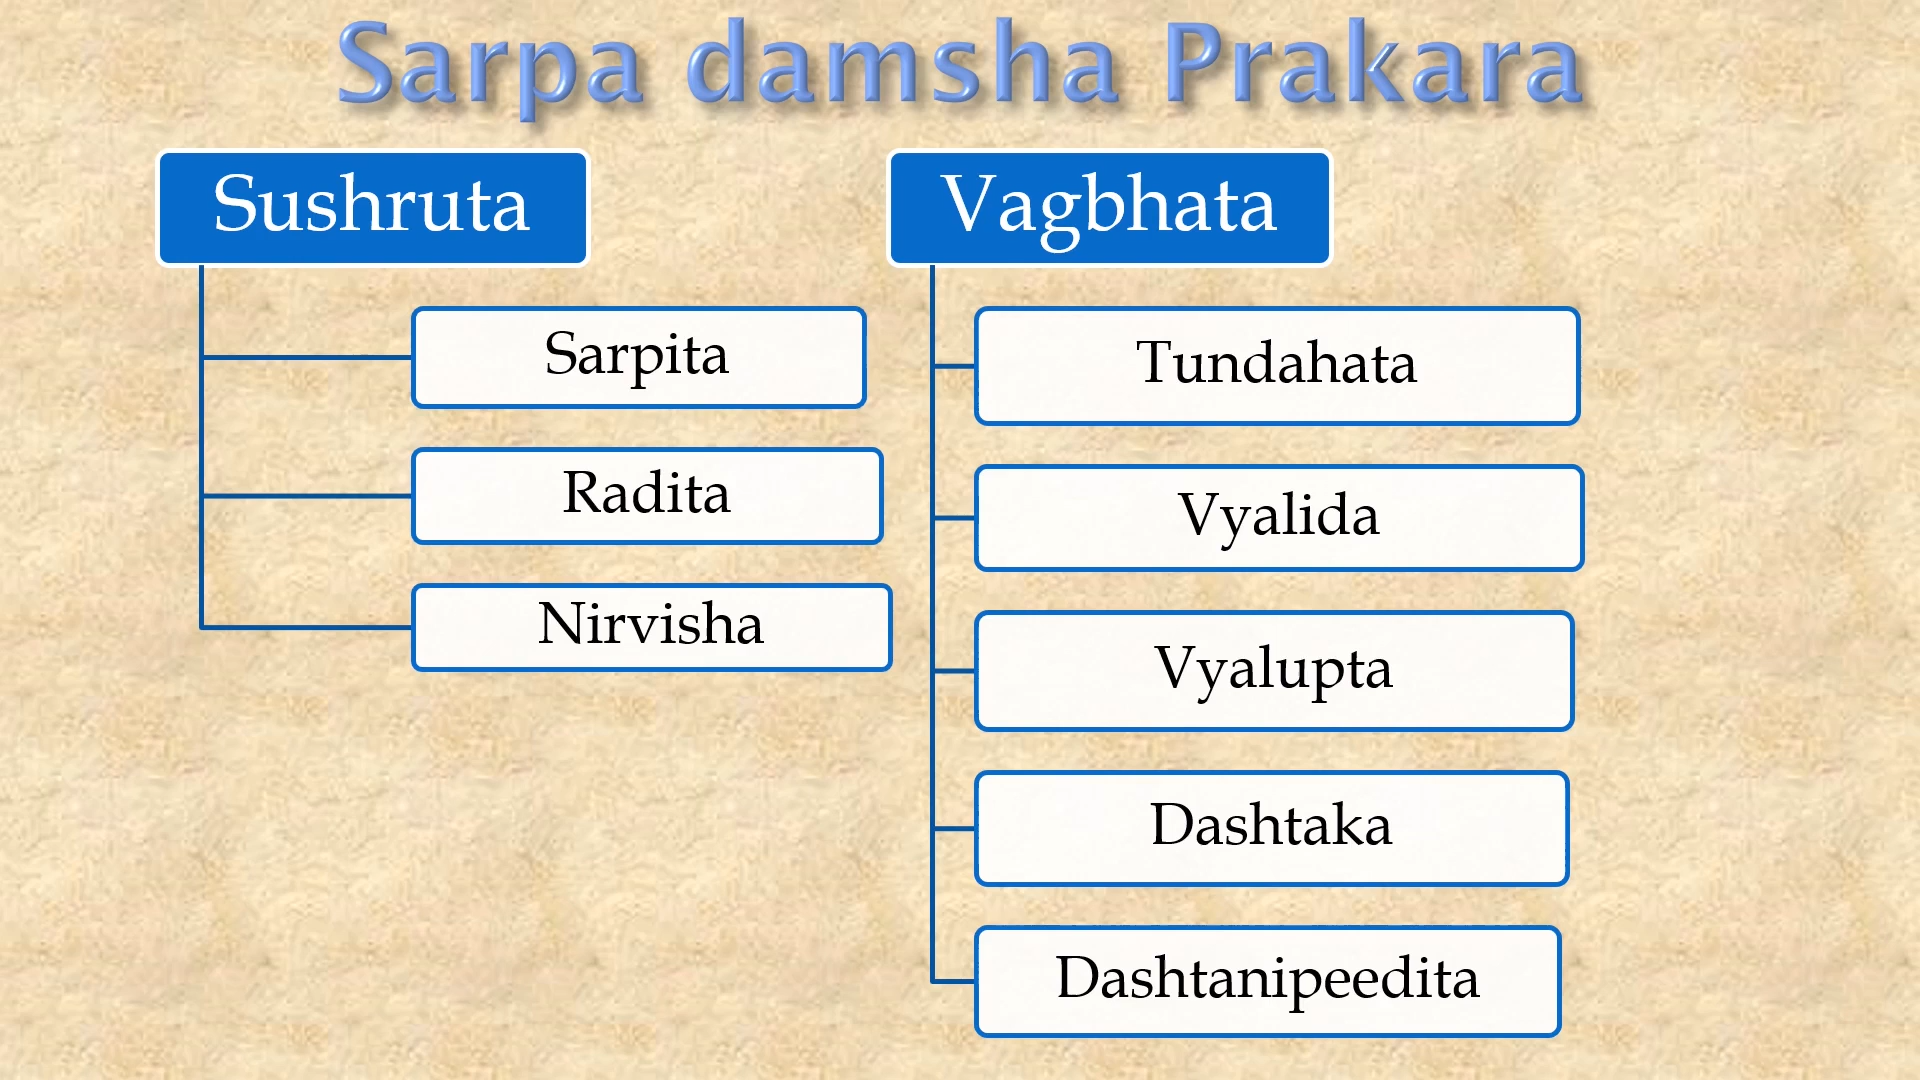 Sarpa damsha Prakara
Sushruta
Sarpita
Radita
Nirvisha
Vagbhata
Tundahata
Vyalida
Vyalupta
Dashtaka
Dashtanipeedita